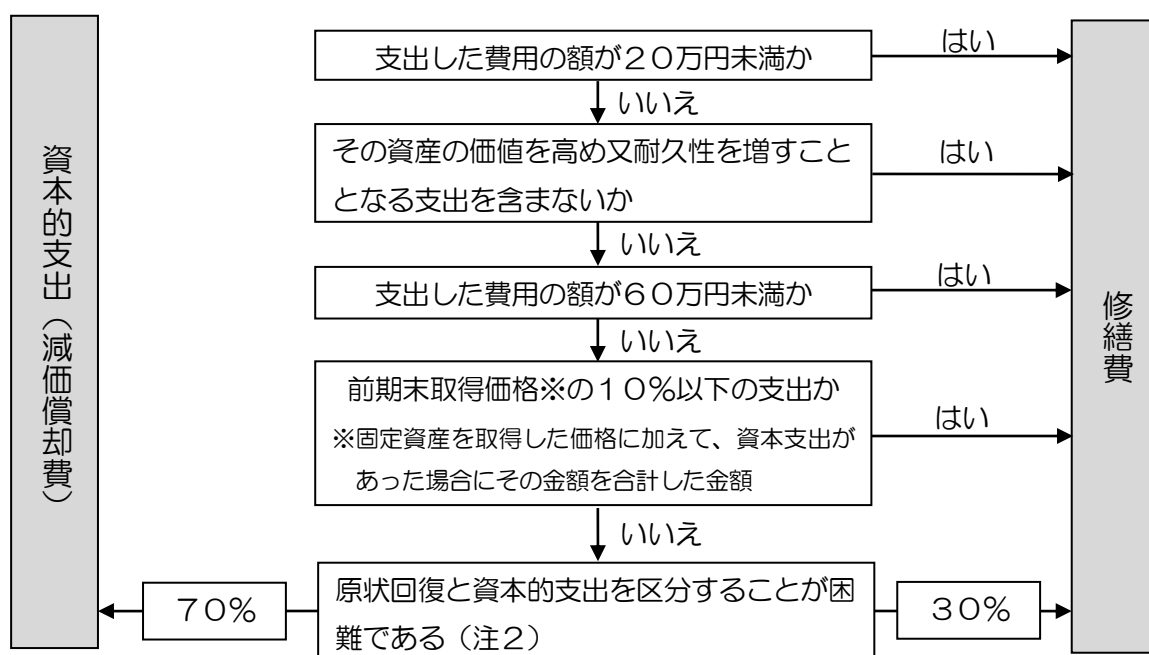 支出した費用の額が２０万円未満か
はい
いいえ
その資産の価値を高め又耐久性を増すこと
となる支出を含まないか
はい
いいえ
支出した費用の額が６０万円未満か
はい
いいえ
前期末取得価格※の１０％以下の支出か
※固定資産を取得した価格に加えて、資本支出が
あった場合にその金額を合計した金額
はい
いいえ
原状回復と資本的支出を区分することが困
難である（注２）
７０％
３０％
資本的支出（減価償却費）
修繕費